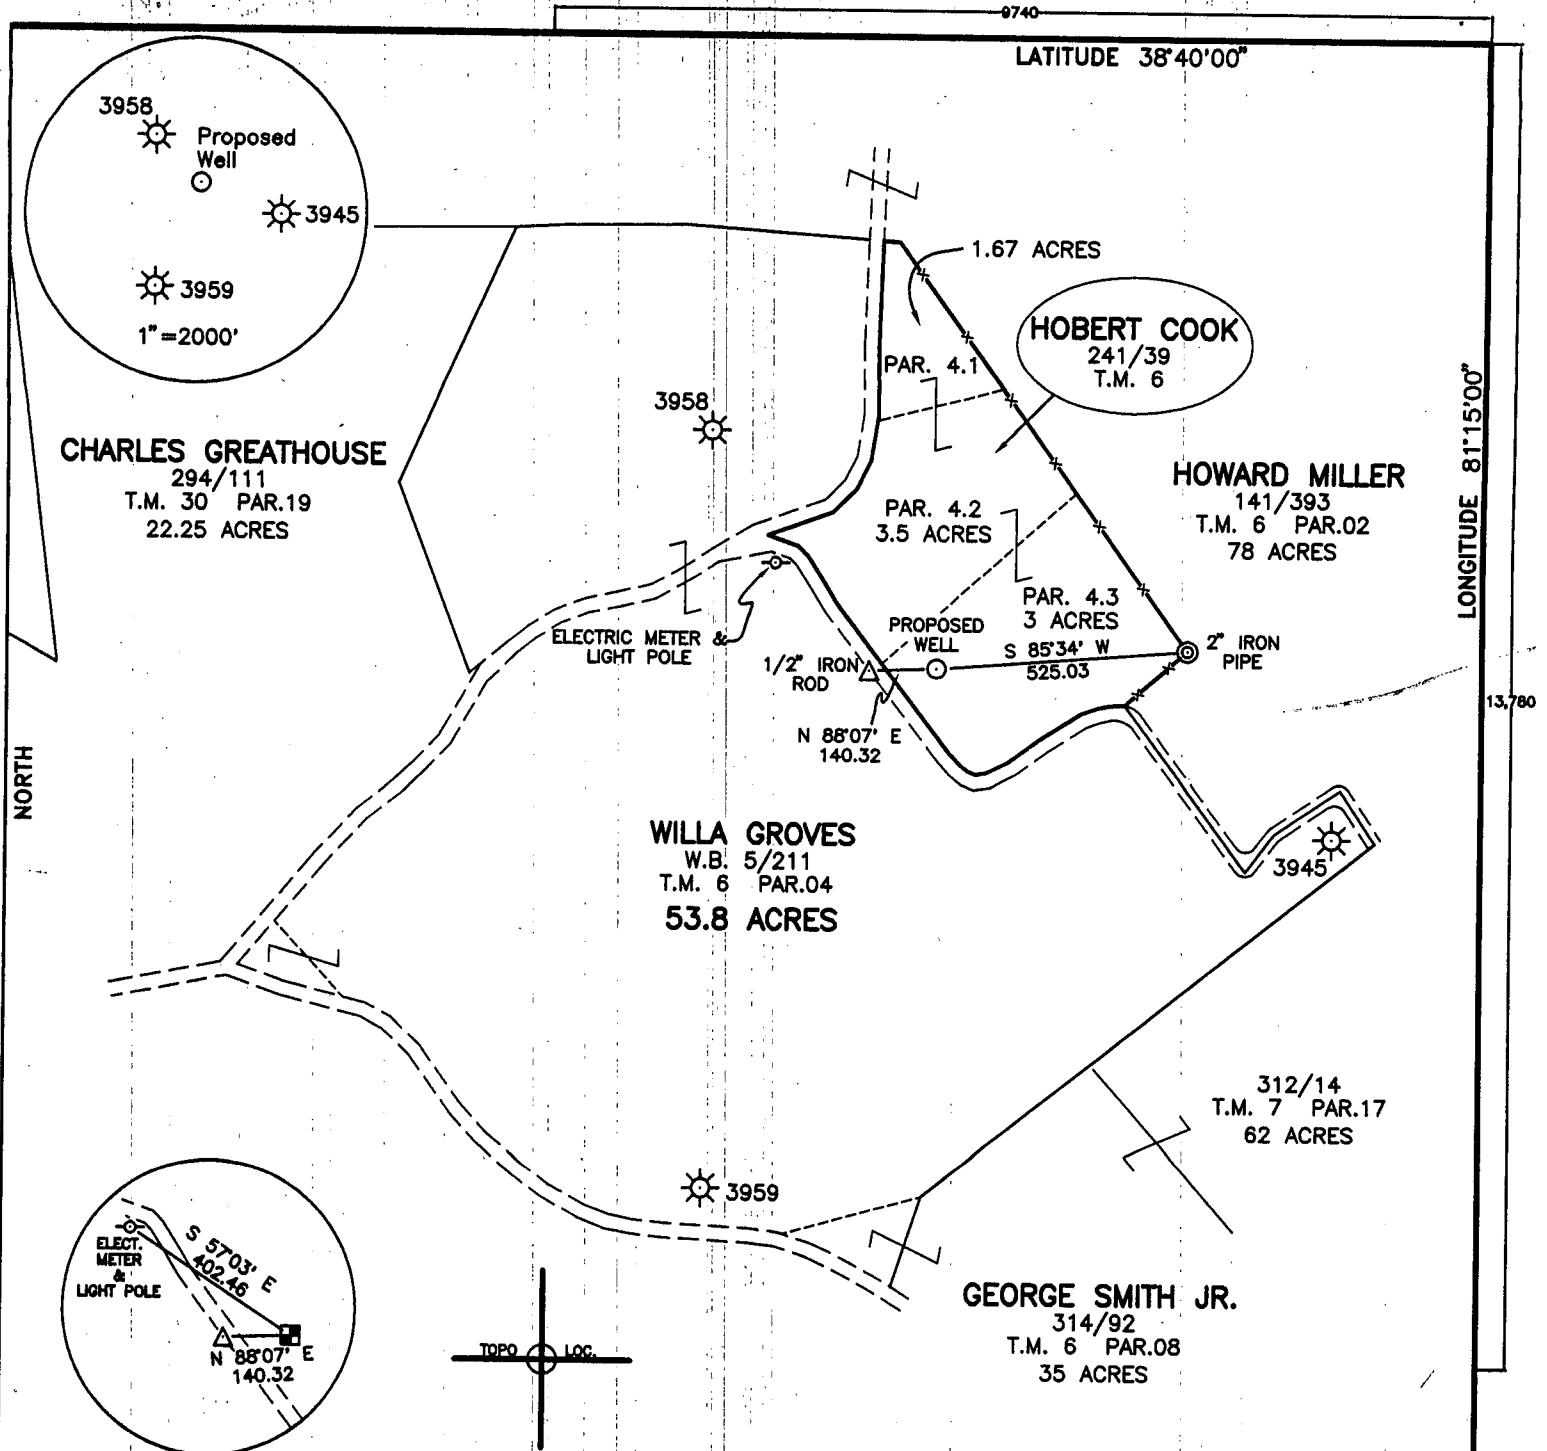 9740
LATITUDE 38°40'00"
3958
Proposed
Well
3945
3959
1"=2000'
1.67 ACRES
HOBERT COOK
241/39
T.M. 6
PAR. 4.1
3958
CHARLES GREATHOUSE
294/111
T.M. 30 PAR.19
22.25 ACRES
LONGITUDE 81°15'00"
HOWARD MILLER
141/393
T.M. 6 PAR.02
78 ACRES
PAR. 4.2
3.5 ACRES
PAR. 4.3
3 ACRES
PROPOSED
WELL
ELECTRIC METER &
LIGHT POLE
1/2" IRON
ROD
S 85°34' W
525.03
2" IRON
PIPE
13,780
N 88°07' E
140.32
NORTH
WILLA GROVES
W.B. 5/211
T.M. 6 PAR.04
53.8 ACRES
3945
312/14
T.M. 7 PAR.17
62 ACRES
3959
S 57°03' E
402.46
ELECT.
METER
&
LIGHT POLE
N 88°07' E
140.32
TOPO LOC.
GEORGE SMITH JR.
314/92
T.M. 6 PAR.08
35 ACRES